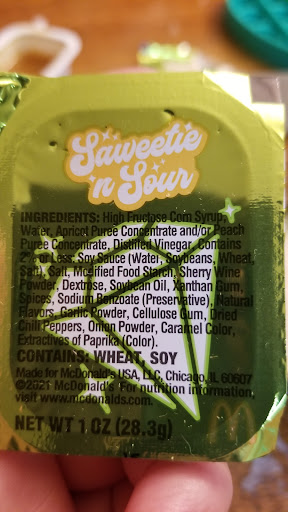 Saweetie
'n Sour
INGREDIENTS: High Fructose Corn Syrup,
Water, Apricot Puree Concentrate and/or Peach
Puree Concentrate, Distilled Vinegar, Contains
2% or Less: Soy Sauce (Water, Soybeans, Wheat,
Salt), Salt, Modified Food Starch, Sherry Wine
Powder, Dextrose, Soybean Oil, Xanthan Gum,
Spices, Sodium Benzoate (Preservative), Natural
Flavors, Garlic Powder, Cellulose Gum, Dried
Chili Peppers, Onion Powder, Caramel Color,
Extractives of Paprika (Color).
CONTAINS: WHEAT, SOY
Made for McDonald's USA, LLC, Chicago, IL 60607
©2021 McDonald's For nutrition information,
visit www.mcdonalds.com.
NET WT 1 OZ (28.3g)